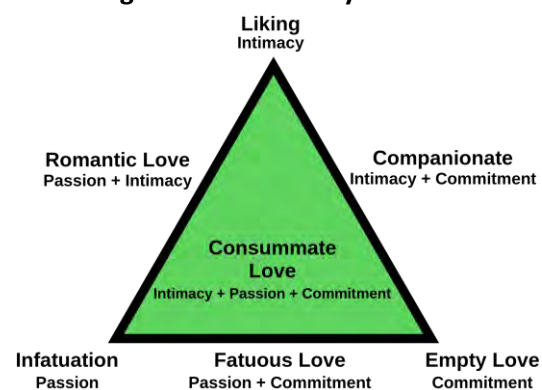 Liking
Intimacy
Romantic Love
Passion + Intimacy
Companionate
Intimacy + Commitment
Consummate
Love
Intimacy + Passion + Commitment
Infatuation
Passion
Fatuous Love
Passion + Commitment
Empty Love
Commitment